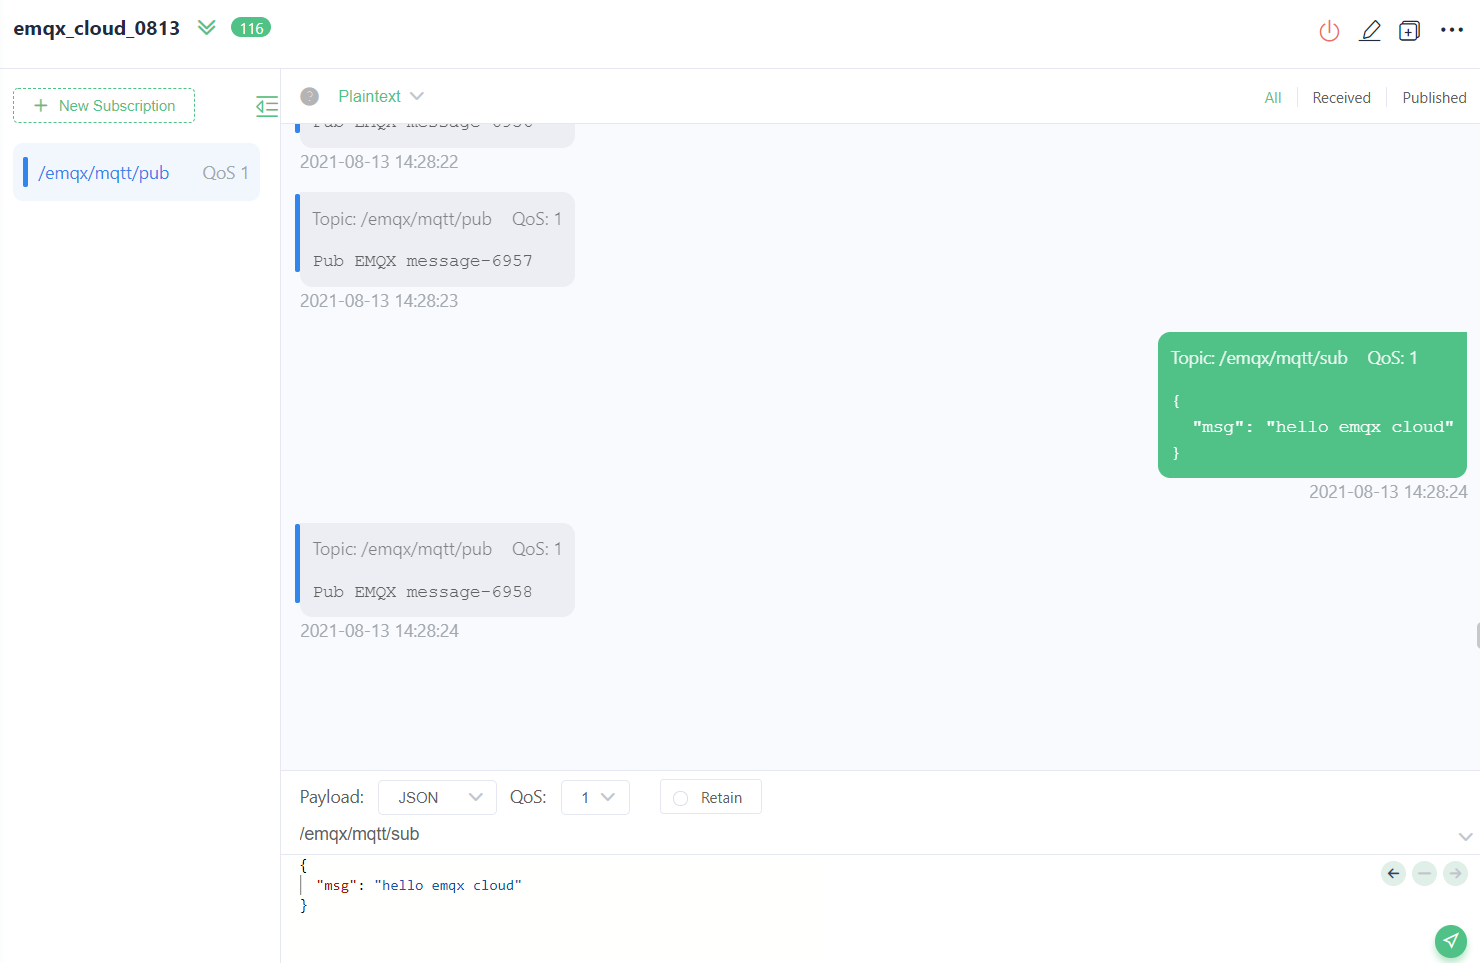 emqx_cloud_0813 116
New Subscription
/emqx/mqtt/pub QoS 1
? Plaintext All Received Published
Pub EMQX message-6956
2021-08-13 14:28:22
Topic: /emqx/mqtt/pub QoS: 1
Pub EMQX message-6957
2021-08-13 14:28:23
Topic: /emqx/mqtt/sub QoS: 1
{
"msg": "hello emqx cloud"
}
2021-08-13 14:28:24
Topic: /emqx/mqtt/pub QoS: 1
Pub EMQX message-6958
2021-08-13 14:28:24
Payload: JSON QoS: 1 Retain
/emqx/mqtt/sub
{
"msg": "hello emqx cloud"
}